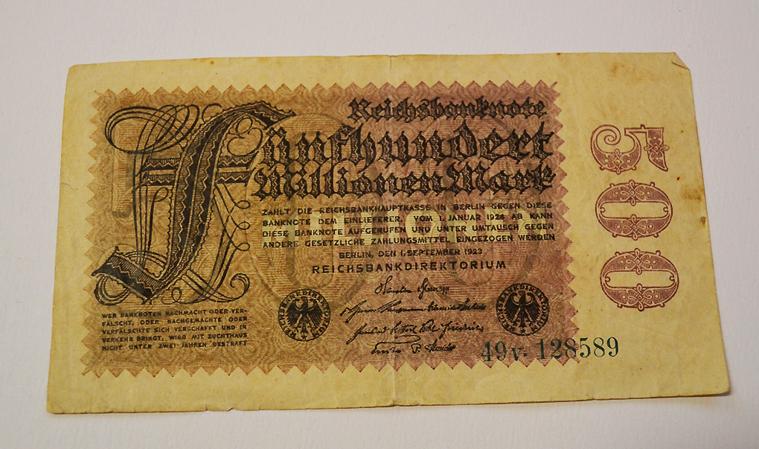 Reichsbanknote
Fünfhundert
Millionen Mark
ZAHLT DIE REICHSBANKHAUPTKASSE IN BERLIN GEGEN DIESE
BANKNOTE DEM EINLIEFERER. VOM 1. JANUAR 1924 AB KANN
DIESE BANKNOTE AUFGERUFEN UND UNTER UMTAUSCH GEGEN
ANDERE GESETZLICHE ZAHLUNGSMITTEL EINGEZOGEN WERDEN
BERLIN, DEN 1. SEPTEMBER 1923
REICHSBANKDIREKTORIUM
WER BANKNOTEN NACHMACHT ODER VER-
FÄLSCHT, ODER NACHGEMACHTE ODER
VERFÄLSCHTE SICH VERSCHAFFT UND IN
VERKEHR BRINGT, WIRD MIT ZUCHTHAUS
NICHT UNTER ZWEI JAHREN BESTRAFT
49v-128589
500